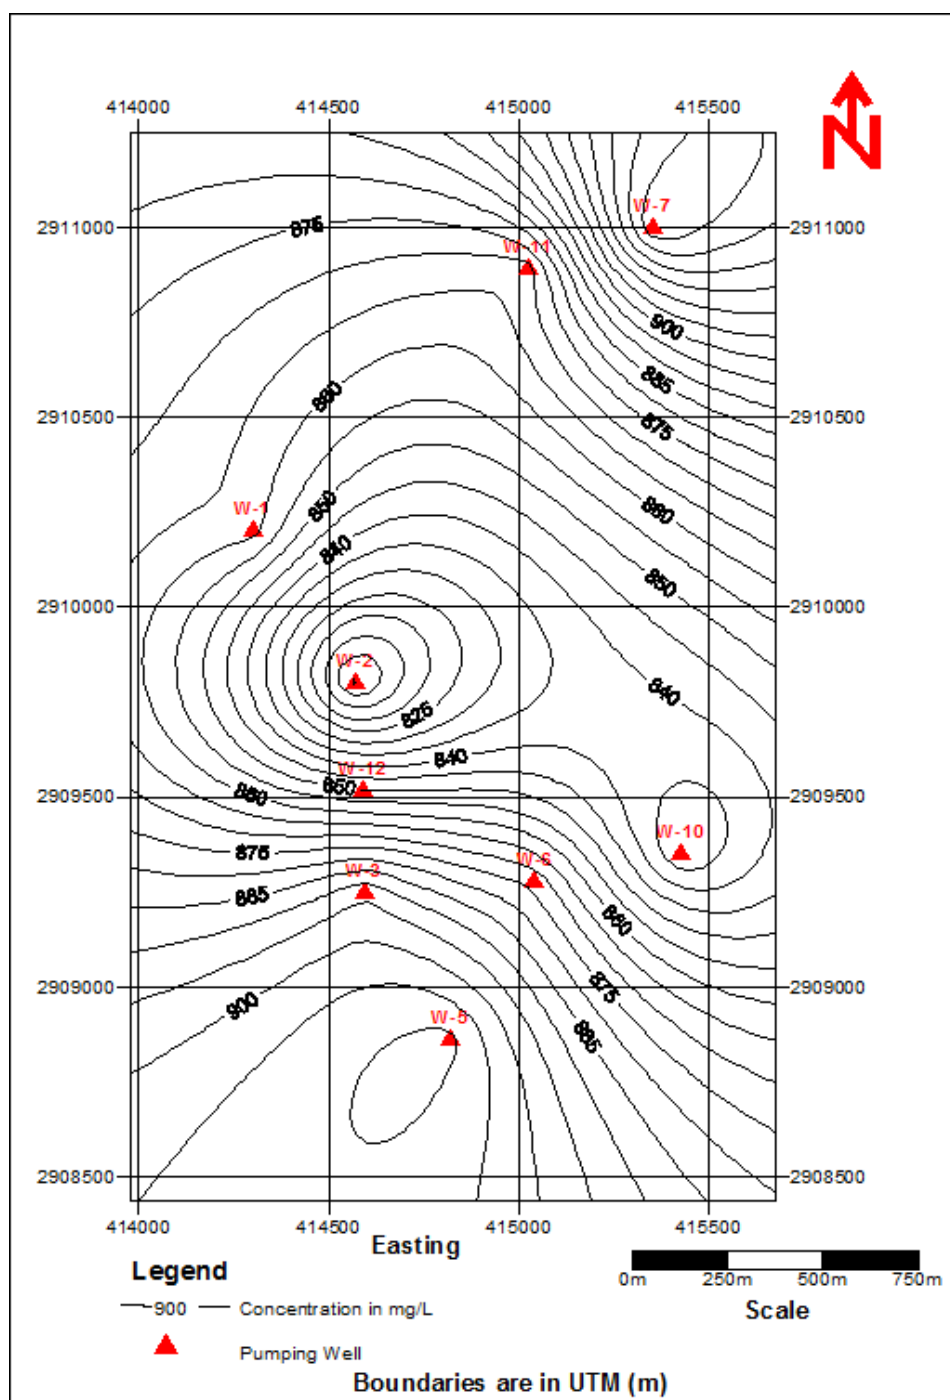 414000 414500 415000 415500
N
W-7
2911000 875 2911000
W-11
900
885
880
2910500 875 2910500
850
W-1
880
840
850
2910000 2910000
W-2
840
825
840
W-12
850
880
2909500 2909500
W-10
875
W-6
W-3
885
860
2909000 875 2909000
900
W-5
885
2908500 2908500
414000 414500 415000 415500
Easting
Legend
0m 250m 500m 750m
900 Concentration in mg/L
Scale
Pumping Well
Boundaries are in UTM (m)